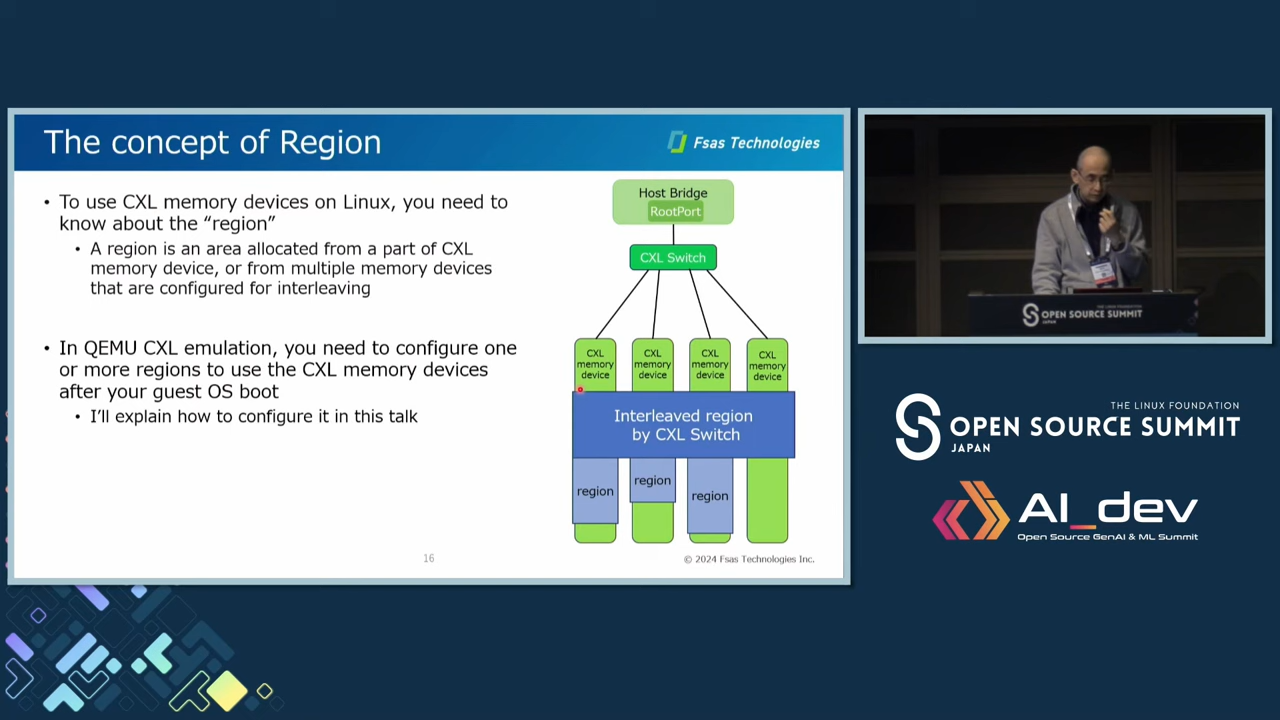 The concept of Region
Fsas Technologies
• To use CXL memory devices on Linux, you need to
know about the “region”
• A region is an area allocated from a part of CXL
memory device, or from multiple memory devices
that are configured for interleaving
• In QEMU CXL emulation, you need to configure one
or more regions to use the CXL memory devices
after your guest OS boot
• I’ll explain how to configure it in this talk
Host Bridge
RootPort
CXL Switch
CXL
memory
device
CXL
memory
device
CXL
memory
device
CXL
memory
device
Interleaved region
by CXL Switch
region
region
region
16
© 2024 Fsas Technologies Inc.
THE LINUX FOUNDATION
OPEN SOURCE SUMMIT
JAPAN
THE LINUX FOUNDATION
OPEN SOURCE SUMMIT
JAPAN
AI_dev
Open Source GenAI & ML Summit